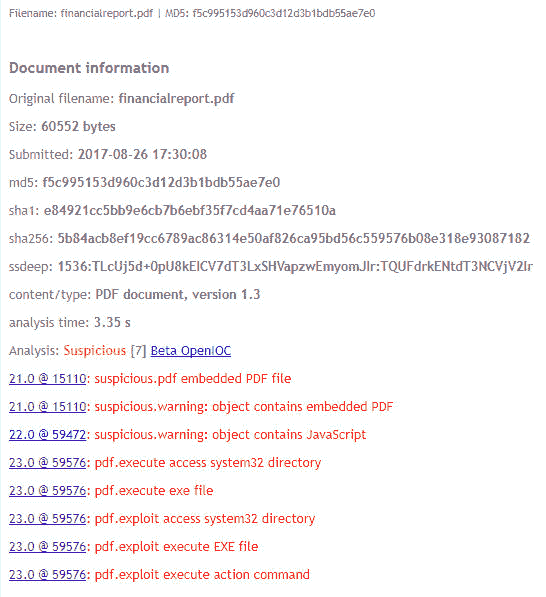 Filename: financialreport.pdf | MD5: f5c995153d960c3d12d3b1bdb55ae7e0
Document information
Original filename: financialreport.pdf
Size: 60552 bytes
Submitted: 2017-08-26 17:30:08
md5: f5c995153d960c3d12d3b1bdb55ae7e0
sha1: e84921cc5bb9e6cb7b6ebf35f7cd4aa71e76510a
sha256: 5b84acb8ef19cc6789ac86314e50af826ca95bd56c559576b08e318e93087182
ssdeep: 1536:TLcUj5d+0pU8kEICV7dT3LxSHVapzwEmyomJIr:TQUFdrkENtdT3NCVjV2Ir
content/type: PDF document, version 1.3
analysis time: 3.35 s
Analysis: Suspicious [7] Beta OpenIOC
21.0 @ 15110: suspicious.pdf embedded PDF file
21.0 @ 15110: suspicious.warning: object contains embedded PDF
22.0 @ 59472: suspicious.warning: object contains JavaScript
23.0 @ 59576: pdf.execute access system32 directory
23.0 @ 59576: pdf.execute exe file
23.0 @ 59576: pdf.exploit access system32 directory
23.0 @ 59576: pdf.exploit execute EXE file
23.0 @ 59576: pdf.exploit execute action command